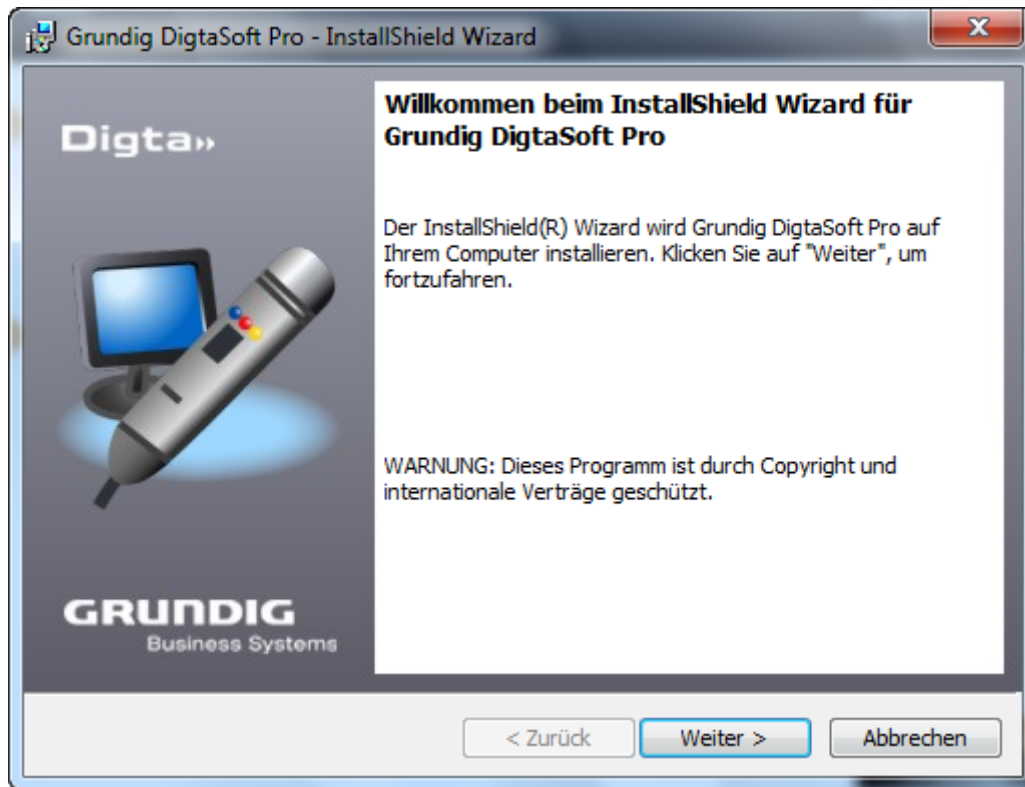 Grundig DigtaSoft Pro - InstallShield Wizard
Digta»
Willkommen beim InstallShield Wizard für
Grundig DigtaSoft Pro
Der InstallShield(R) Wizard wird Grundig DigtaSoft Pro auf
Ihrem Computer installieren. Klicken Sie auf "Weiter", um
fortzufahren.
WARNUNG: Dieses Programm ist durch Copyright und
internationale Verträge geschützt.
GRUNDIG
Business Systems
< Zurück
Weiter >
Abbrechen